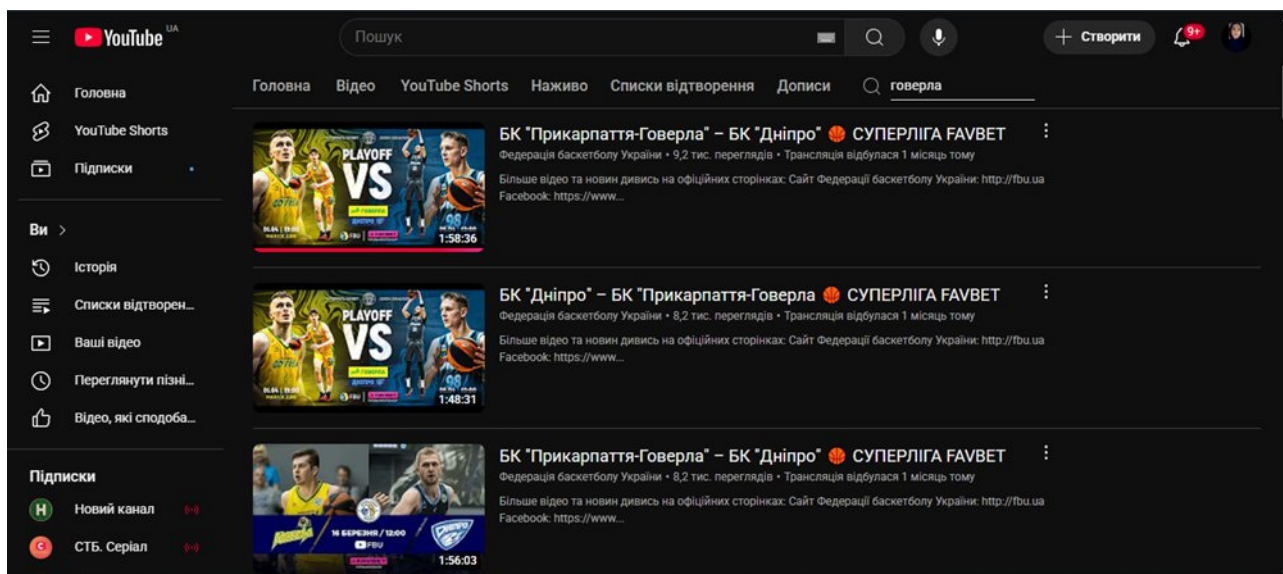 YouTube UA
Пошук
Створити
9+
Головна
YouTube Shorts
Підписки
Ви
Історія
Списки відтворен...
Ваші відео
Переглянути пізні...
Відео, які сподоба...
Підписки
H Новий канал
СТБ. Серіал
Головна Відео YouTube Shorts Наживо Списки відтворення Дописи говерла
PLAYOFF
VS
1:58:36
БК "Прикарпаття-Говерла" – БК "Дніпро" 🏀 СУПЕРЛІГА FAVBET
Федерація баскетболу України • 9,2 тис. переглядів • Трансляція відбулася 1 місяць тому
Більше відео та новин дивись на офіційних сторінках: Сайт Федерації баскетболу України: http://fbu.ua
Facebook: https://www...
PLAYOFF
VS
1:48:31
БК "Дніпро" – БК "Прикарпаття-Говерла 🏀 СУПЕРЛІГА FAVBET
Федерація баскетболу України • 8,2 тис. переглядів • Трансляція відбулася 1 місяць тому
Більше відео та новин дивись на офіційних сторінках: Сайт Федерації баскетболу України: http://fbu.ua
Facebook: https://www...
16 БЕРЕЗНЯ / 12:00
FBU
1:56:03
БК "Прикарпаття-Говерла" – БК "Дніпро" 🏀 СУПЕРЛІГА FAVBET
Федерація баскетболу України • 8,2 тис. переглядів • Трансляція відбулася 1 місяць тому
Більше відео та новин дивись на офіційних сторінках: Сайт Федерації баскетболу України: http://fbu.ua
Facebook: https://www...